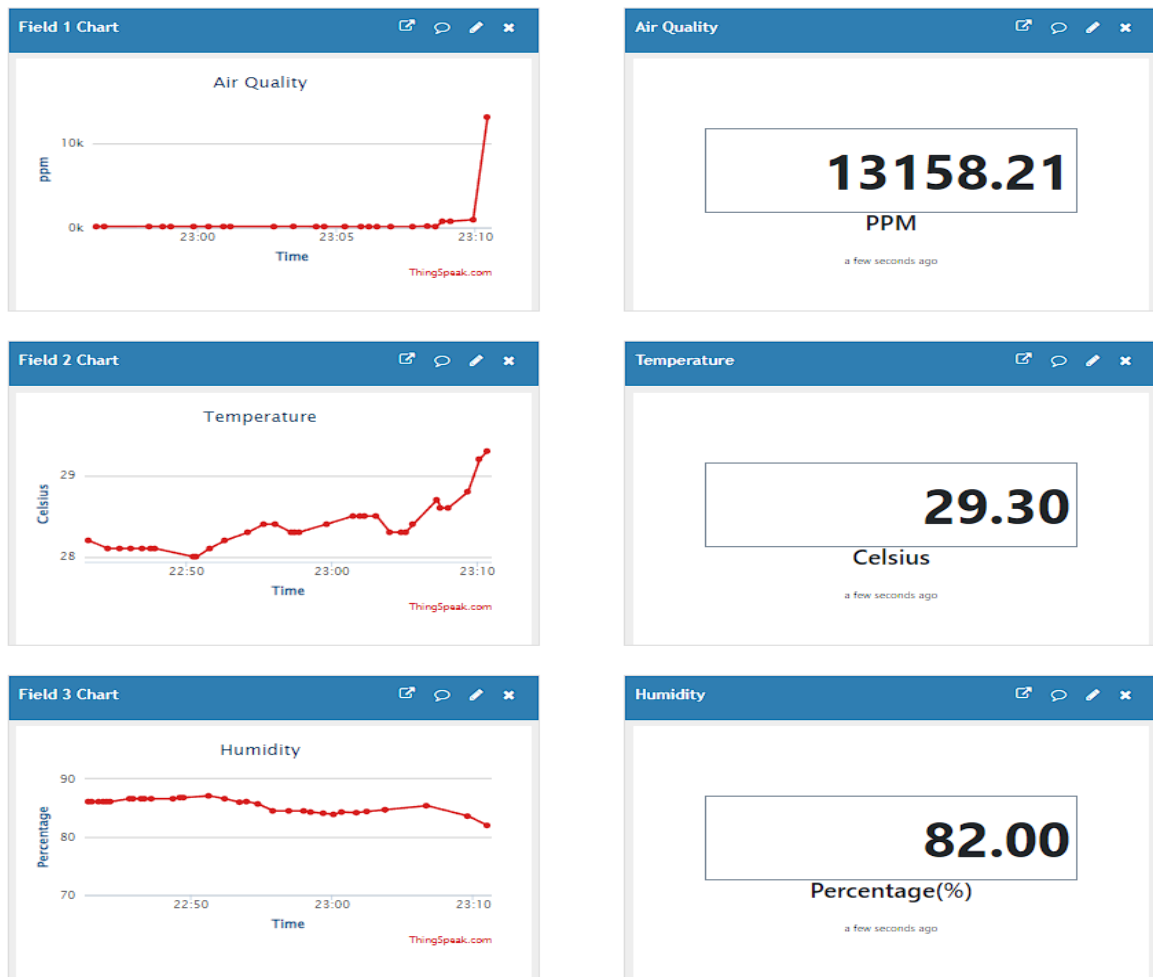 Field 1 Chart
Air Quality
10k
ppm
0k
23:00 23:05 23:10
Time
ThingSpeak.com
Air Quality
13158.21
PPM
a few seconds ago
Field 2 Chart
Temperature
29
Celsius
28
22:50 23:00 23:10
Time
ThingSpeak.com
Temperature
29.30
Celsius
a few seconds ago
Field 3 Chart
Humidity
90
Percentage
80
70
22:50 23:00 23:10
Time
ThingSpeak.com
Humidity
82.00
Percentage(%)
a few seconds ago